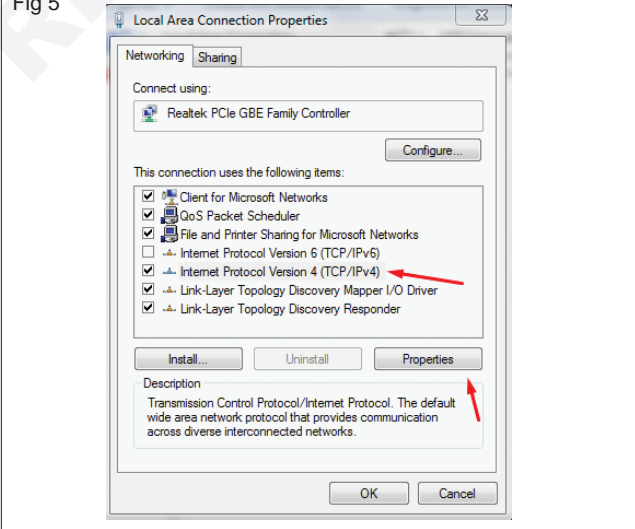 Fig 5
Local Area Connection Properties
Networking
Sharing
Connect using:
Realtek PCIe GBE Family Controller
Configure...
This connection uses the following items:
Client for Microsoft Networks
QoS Packet Scheduler
File and Printer Sharing for Microsoft Networks
Internet Protocol Version 6 (TCP/IPv6)
Internet Protocol Version 4 (TCP/IPv4)
Link-Layer Topology Discovery Mapper I/O Driver
Link-Layer Topology Discovery Responder
Install...
Uninstall
Properties
Description
Transmission Control Protocol/Internet Protocol. The default
wide area network protocol that provides communication
across diverse interconnected networks.
OK
Cancel